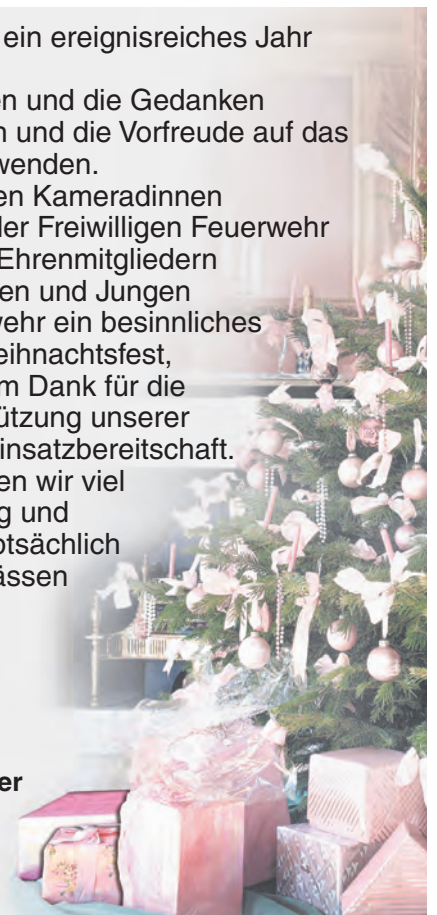 ein ereignisreiches Jahr
en und die Gedanken
n und die Vorfreude auf das
wenden.
en Kameradinnen
der Freiwilligen Feuerwehr
Ehrenmitgliedern
en und Jungen
wehr ein besinnliches
eihnachtsfest,
m Dank für die
ützung unserer
insatzbereitschaft.
en wir viel
g und
ptsächlich
ässen
er